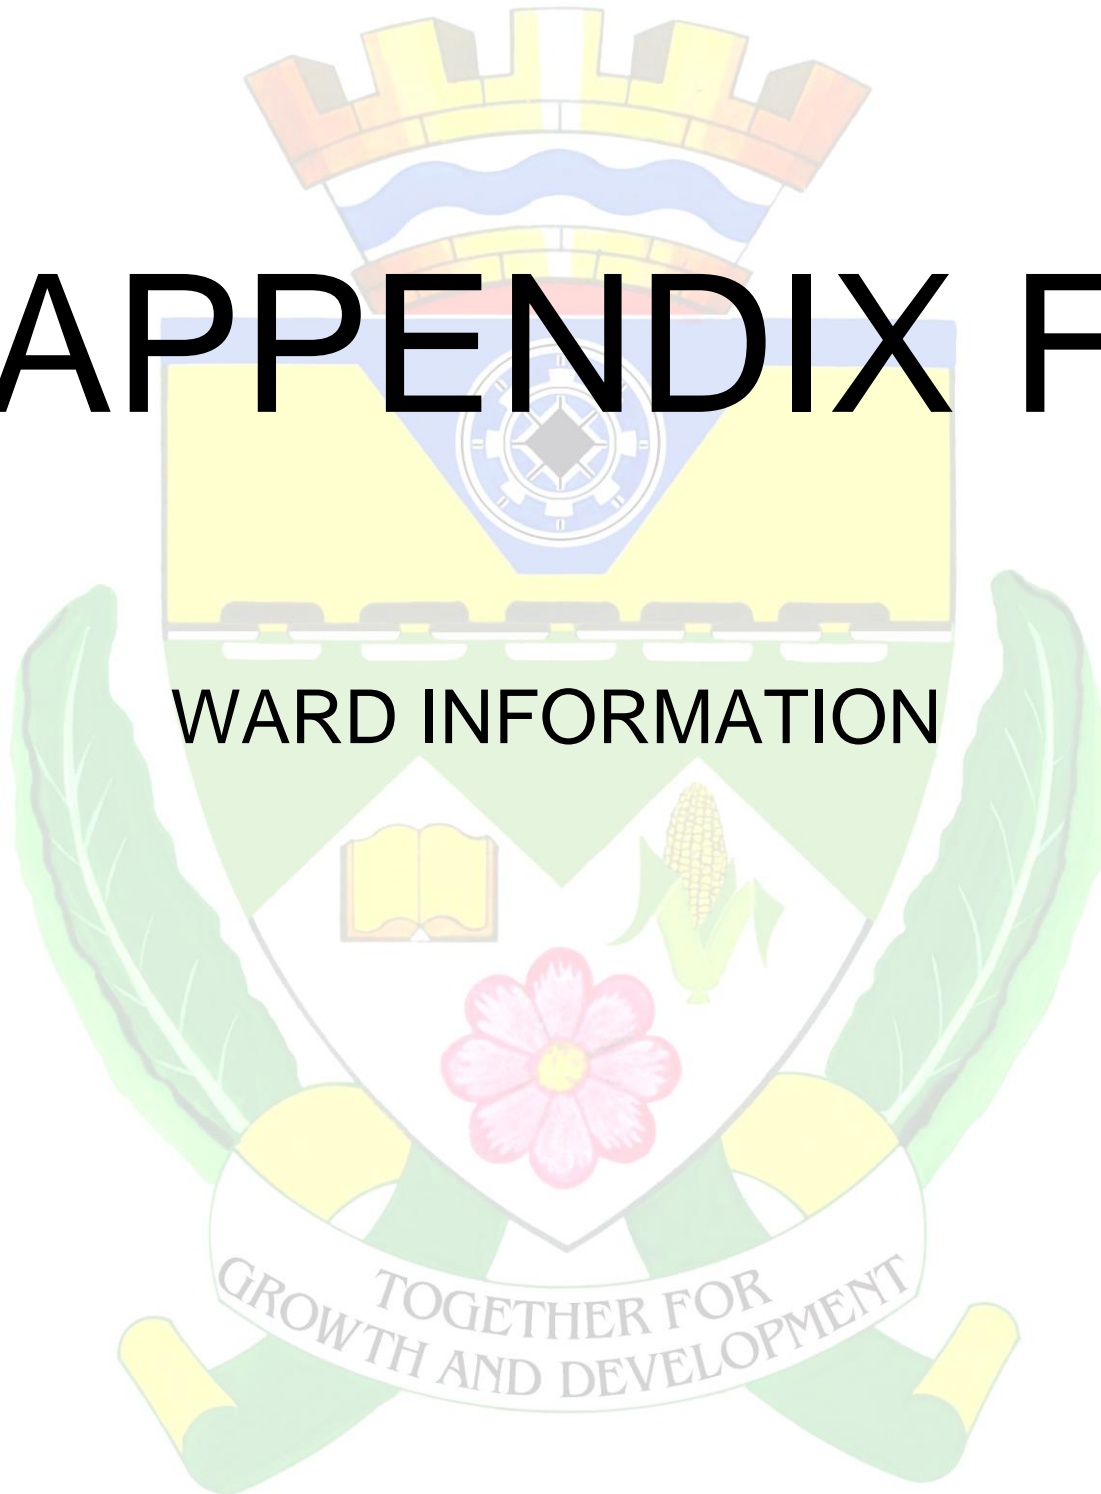 APPENDIX F
WARD INFORMATION
TOGETHER FOR
GROWTH AND DEVELOPMENT